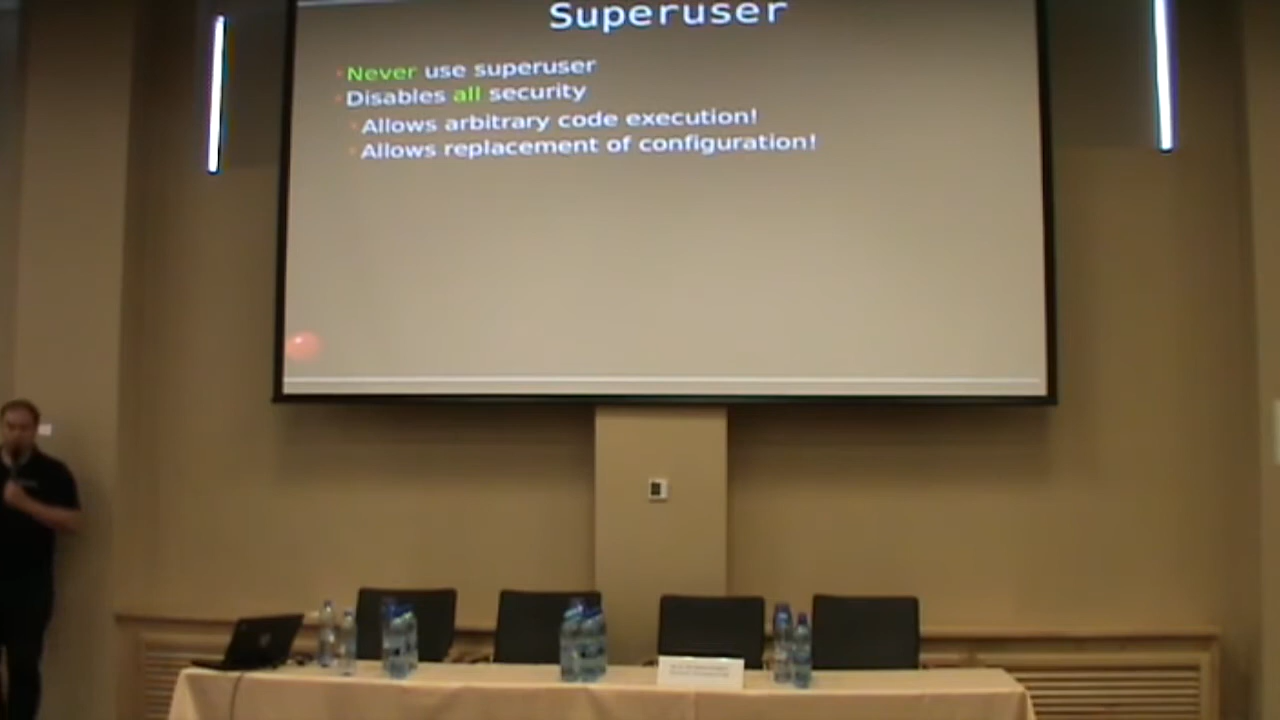 Superuser
Never use superuser
Disables all security
Allows arbitrary code execution!
Allows replacement of configuration!